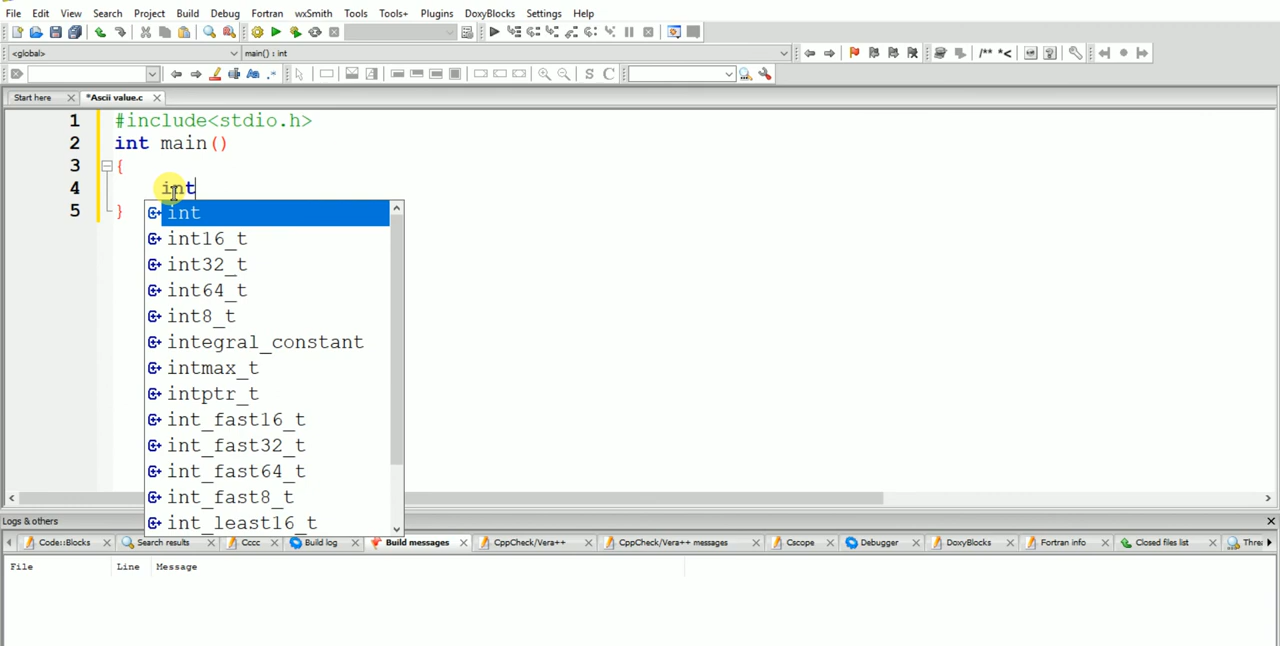 File Edit View Search Project Build Debug Fortran wxSmith Tools Tools+ Plugins DoxyBlocks Settings Help
<global> main() : int
/** *<
S C
Start here *Ascii value.c
1 #include<stdio.h>
2 int main()
3 {
4 int
5 }
int
int16_t
int32_t
int64_t
int8_t
integral_constant
intmax_t
intptr_t
int_fast16_t
int_fast32_t
int_fast64_t
int_fast8_t
int_least16_t
Logs & others
Code::Blocks Search results Cccc Build log Build messages CppCheck/Vera++ CppCheck/Vera++ messages Cscope Debugger DoxyBlocks Fortran info Closed files list Thre
File Line Message